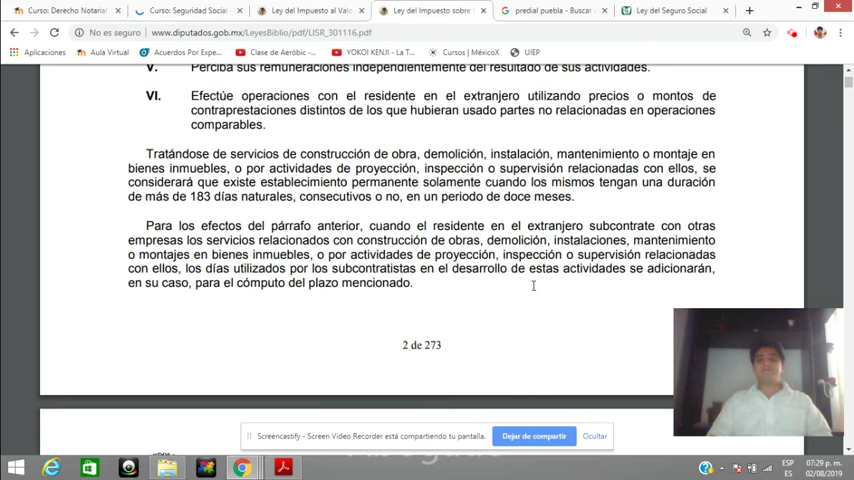 Curso: Derecho Notarial
Curso: Seguridad Social
Ley del Impuesto al Valor
Ley del Impuesto sobre
predial puebla - Buscar
Ley del Seguro Social
No es seguro
www.diputados.gob.mx/LeyesBiblio/pdf/LISR_301116.pdf
Aplicaciones
Aula Virtual
Acuerdos Por Expe...
Clase de Aeróbic - G...
YOKOI KENJI - La T...
Cursos |MéxicoX
UIEP
V. Perciba sus remuneraciones independientemente del resultado de sus actividades.
VI. Efectúe operaciones con el residente en el extranjero utilizando precios o montos de
contraprestaciones distintos de los que hubieran usado partes no relacionadas en operaciones
comparables.
Tratándose de servicios de construcción de obra, demolición, instalación, mantenimiento o montaje en
bienes inmuebles, o por actividades de proyección, inspección o supervisión relacionadas con ellos, se
considerará que existe establecimiento permanente solamente cuando los mismos tengan una duración
de más de 183 días naturales, consecutivos o no, en un periodo de doce meses.
Para los efectos del párrafo anterior, cuando el residente en el extranjero subcontrate con otras
empresas los servicios relacionados con construcción de obras, demolición, instalaciones, mantenimiento
o montajes en bienes inmuebles, o por actividades de proyección, inspección o supervisión relacionadas
con ellos, los días utilizados por los subcontratistas en el desarrollo de estas actividades se adicionarán,
en su caso, para el cómputo del plazo mencionado.
2 de 273
Screencastify - Screen Video Recorder está compartiendo tu pantalla.
Dejar de compartir
Ocultar
ESP
ES
07:29 p. m.
02/08/2019